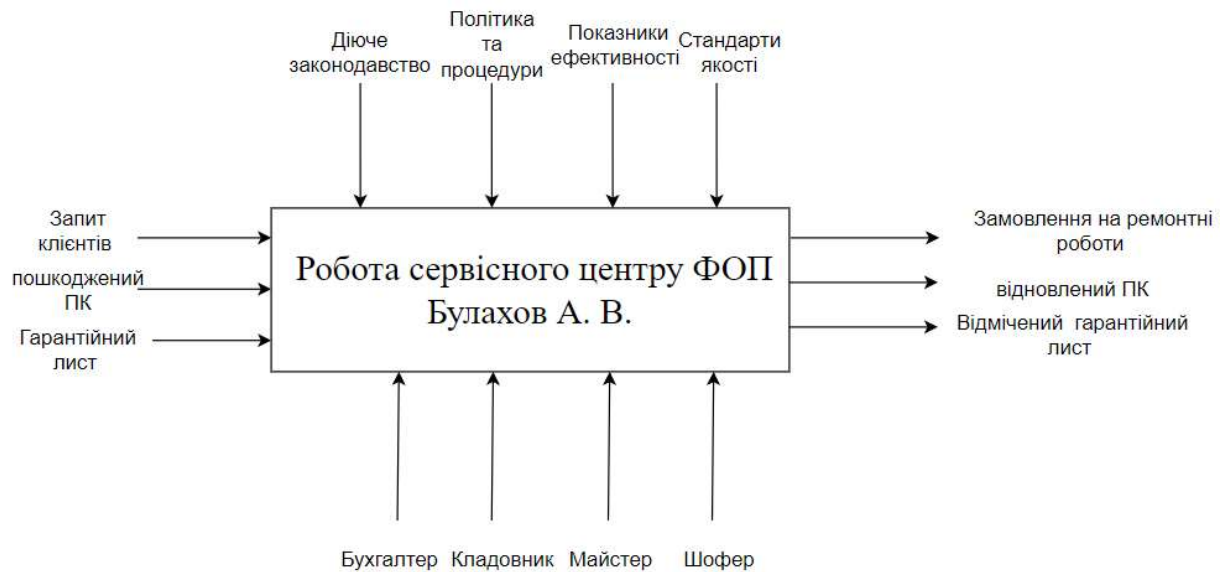 Діюче
законодавство
Політика
та
процедури
Показники
ефективності
Стандарти
якості
Запит
клієнтів
пошкоджений
ПК
Гарантійний
лист
Робота сервісного центру ФОП
Булахов А. В.
Замовлення на ремонтні
роботи
відновлений ПК
Відмічений гарантійний
лист
Бухгалтер
Кладовник
Майстер
Шофер